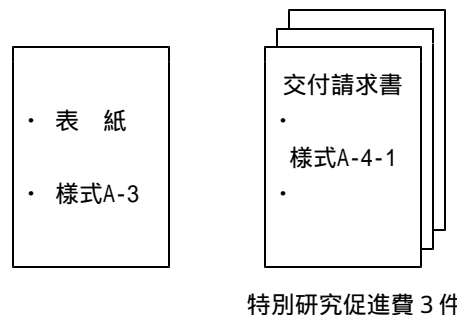 ・ 表　紙
・ 様式A-3
交付請求書
・
様式A-4-1
・
特別研究促進費３件